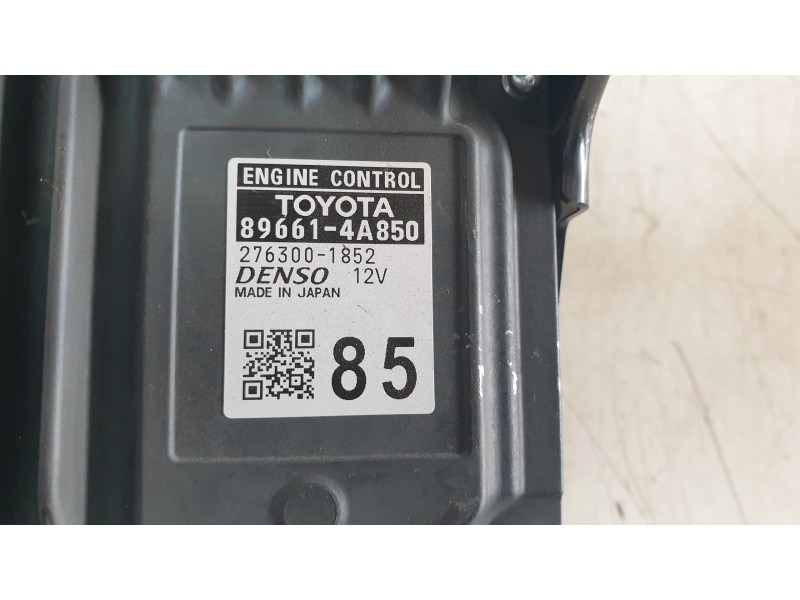 ENGINE CONTROL
TOYOTA
89661-4A850
276300-1852
DENSO 12V
MADE IN JAPAN
85